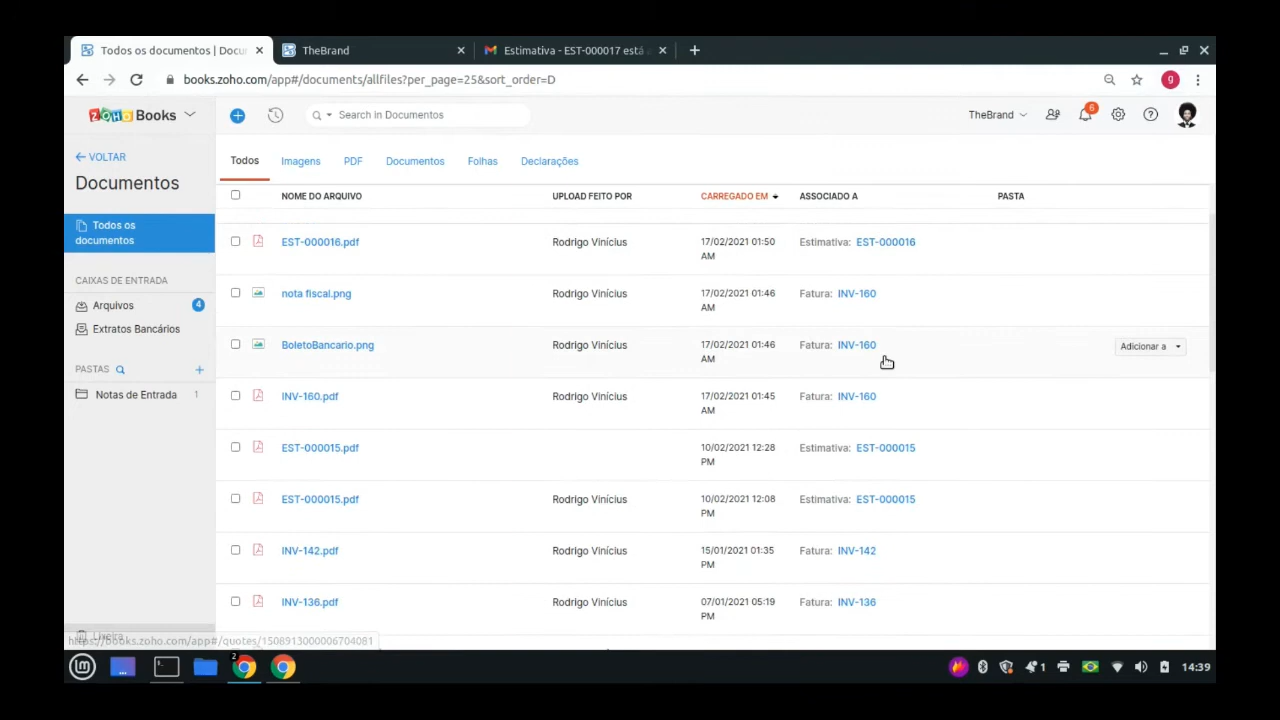 Todos os documentos | Docu
TheBrand
Estimativa - EST-000017 está
books.zoho.com/app#/documents/allfiles?per_page=25&sort_order=D
g
ZOHO Books
Search in Documentos
TheBrand
6
VOLTAR
Documentos
Todos os
documentos
CAIXAS DE ENTRADA
Arquivos 4
Extratos Bancários
PASTAS
Notas de Entrada 1
Lixeira
Todos Imagens PDF Documentos Folhas Declarações
NOME DO ARQUIVO UPLOAD FEITO POR CARREGADO EM ASSOCIADO A PASTA
EST-000016.pdf Rodrigo Vinícius 17/02/2021 01:50 Estimativa: EST-000016
AM
nota fiscal.png Rodrigo Vinícius 17/02/2021 01:46 Fatura: INV-160
AM
BoletoBancario.png Rodrigo Vinícius 17/02/2021 01:46 Fatura: INV-160 Adicionar a
AM
INV-160.pdf Rodrigo Vinícius 17/02/2021 01:45 Fatura: INV-160
AM
EST-000015.pdf 10/02/2021 12:28 Estimativa: EST-000015
PM
EST-000015.pdf Rodrigo Vinícius 10/02/2021 12:08 Estimativa: EST-000015
PM
INV-142.pdf Rodrigo Vinícius 15/01/2021 01:35 Fatura: INV-142
PM
INV-136.pdf Rodrigo Vinícius 07/01/2021 05:19 Fatura: INV-136
PM
https://books.zoho.com/app#/quotes/1508913000006704081
2
1
14:39